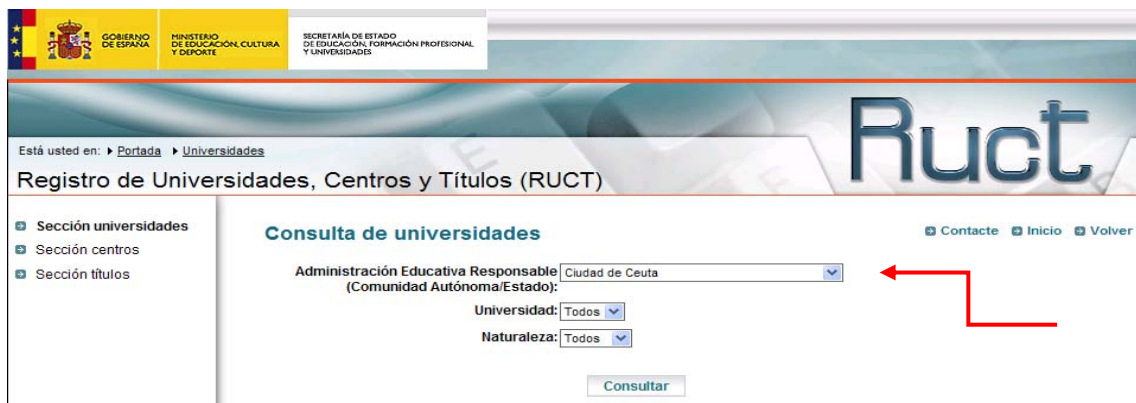 GOBIERNO
DE ESPAÑA
MINISTERIO
DE EDUCACIÓN, CULTURA
Y DEPORTE
SECRETARÍA DE ESTADO
DE EDUCACIÓN, FORMACIÓN PROFESIONAL
Y UNIVERSIDADES
Ruct
Está usted en: Portada Universidades
Registro de Universidades, Centros y Títulos (RUCT)
Sección universidades
Sección centros
Sección títulos
Consulta de universidades
Contacte Inicio Volver
Administración Educativa Responsable Ciudad de Ceuta
(Comunidad Autónoma/Estado):
Universidad: Todos
Naturaleza: Todos
Consultar